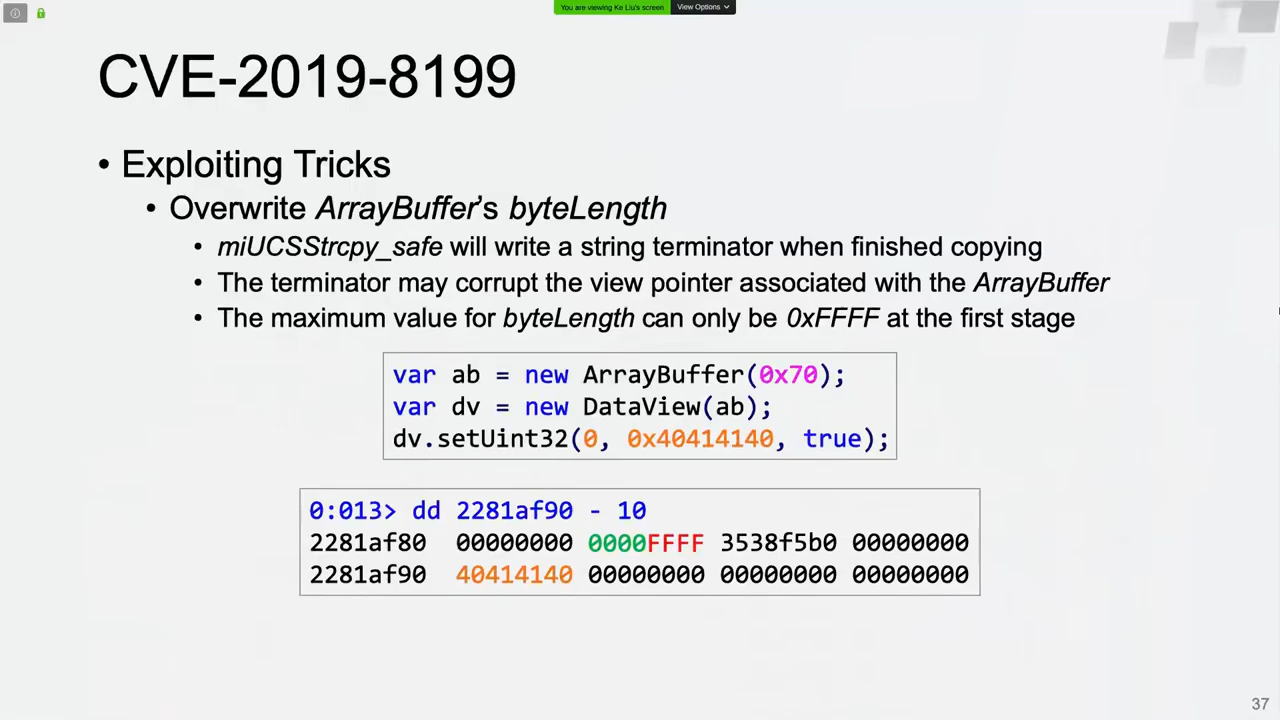 You are viewing Ke Liu's screen
View Options
CVE-2019-8199
• Exploiting Tricks
• Overwrite ArrayBuffer's byteLength
• miUCSStrcpy_safe will write a string terminator when finished copying
• The terminator may corrupt the view pointer associated with the ArrayBuffer
• The maximum value for byteLength can only be 0xFFFF at the first stage
var ab = new ArrayBuffer(0x70);
var dv = new DataView(ab);
dv.setUint32(0, 0x40414140, true);
0:013> dd 2281af90 - 10
2281af80 00000000 0000FFFF 3538f5b0 00000000
2281af90 40414140 00000000 00000000 00000000
37